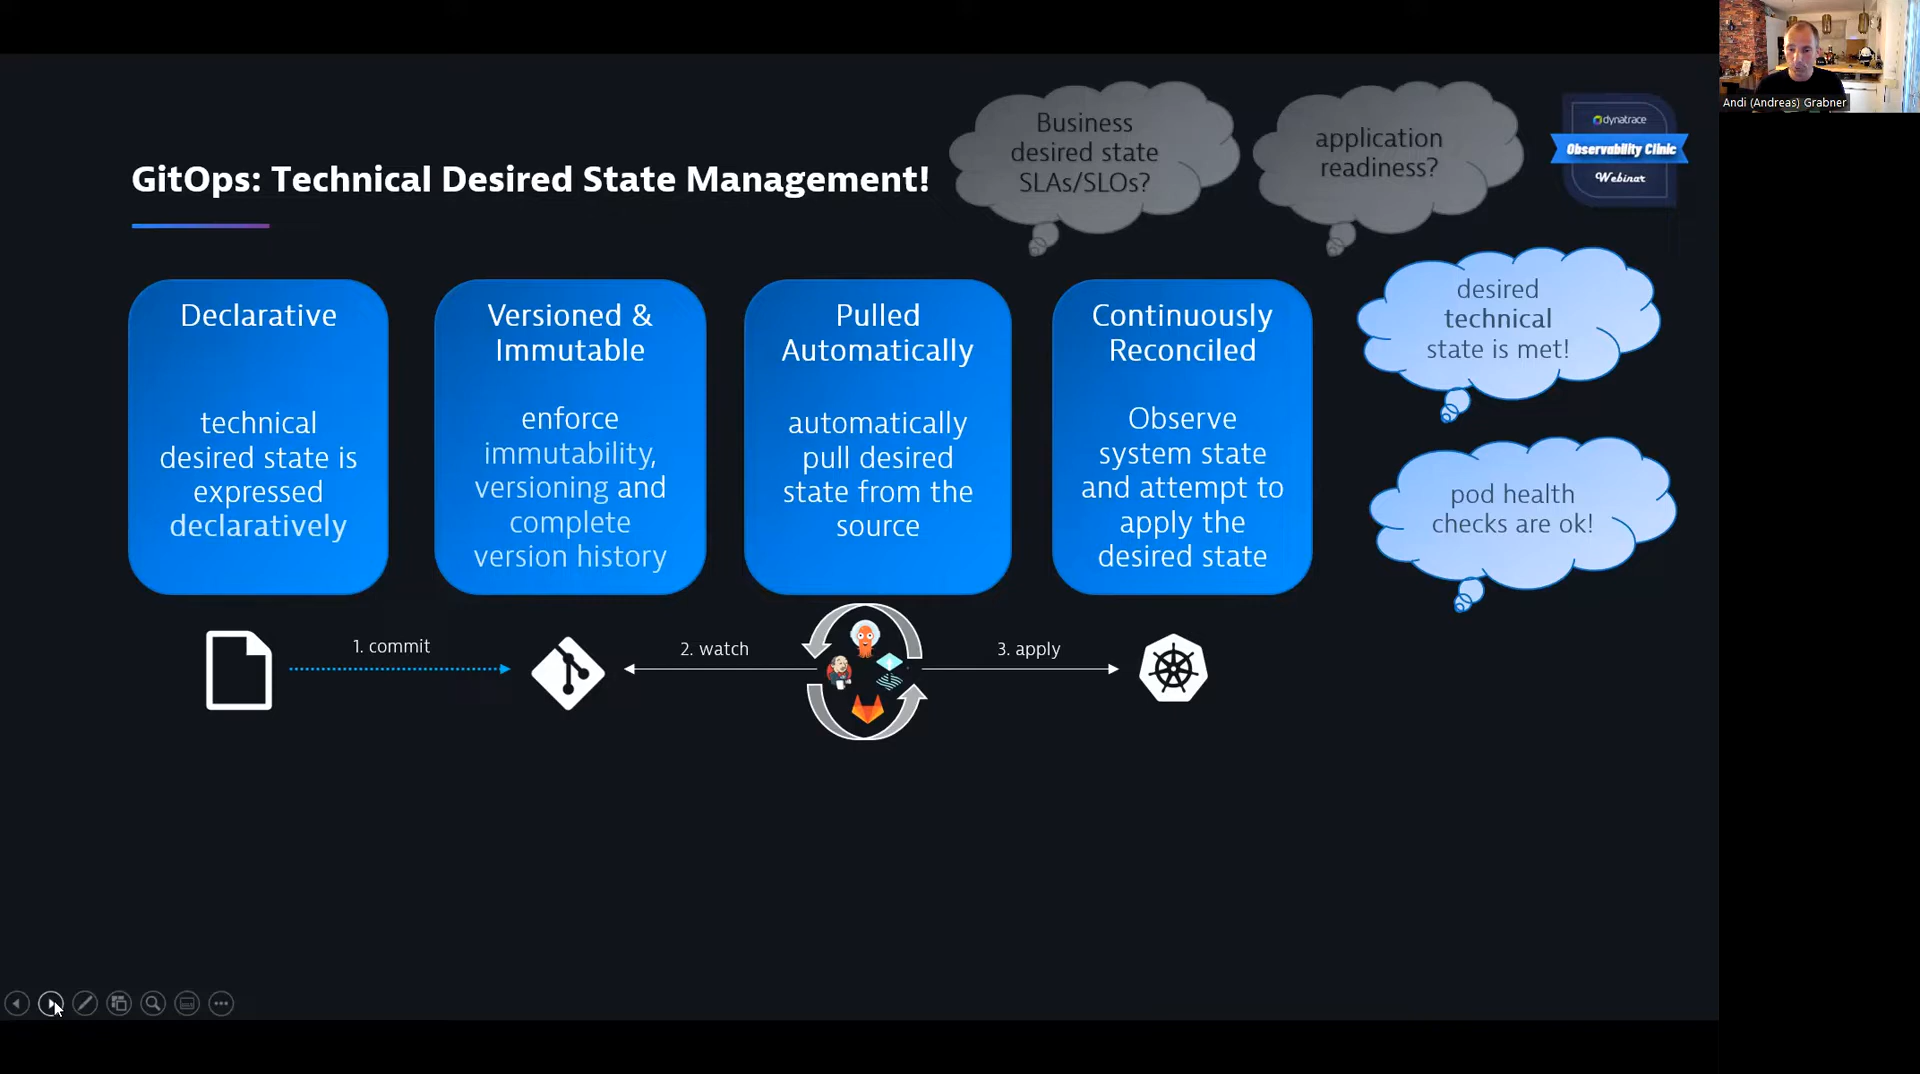 Andi (Andreas) Grabner
Business
desired state
SLAs/SLOs?
application
readiness?
dynatrace
Observability Clinic
Webinar
GitOps: Technical Desired State Management!
Declarative
technical
desired state is
expressed
declaratively
Versioned &
Immutable
enforce
immutability,
versioning and
complete
version history
Pulled
Automatically
automatically
pull desired
state from the
source
Continuously
Reconciled
Observe
system state
and attempt to
apply the
desired state
desired
technical
state is met!
pod health
checks are ok!
1. commit
2. watch
3. apply